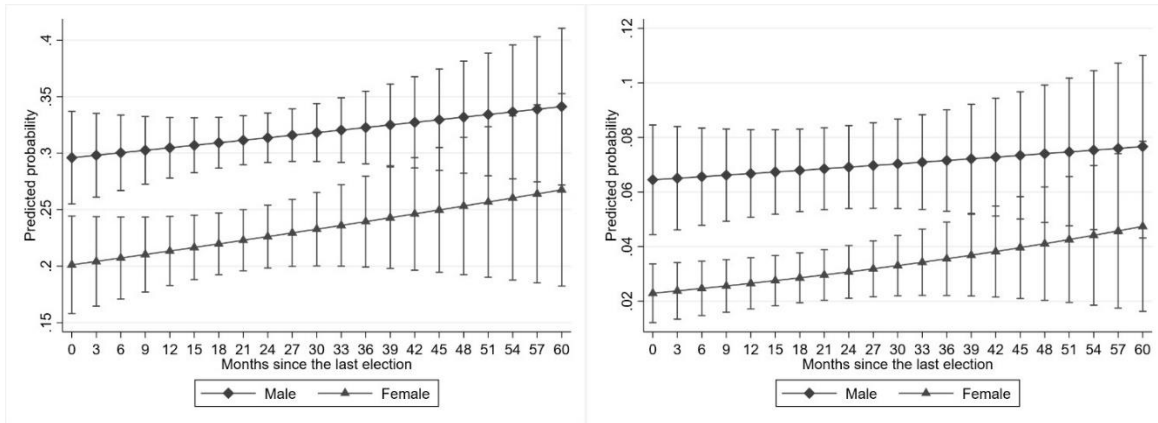 Predicted probability
.4
.35
.3
.25
.2
.15
0 3 6 9 12 15 18 21 24 27 30 33 36 39 42 45 48 51 54 57 60
Months since the last election
Male Female
Predicted probability
.12
.1
.08
.06
.04
.02
0 3 6 9 12 15 18 21 24 27 30 33 36 39 42 45 48 51 54 57 60
Months since the last election
Male Female